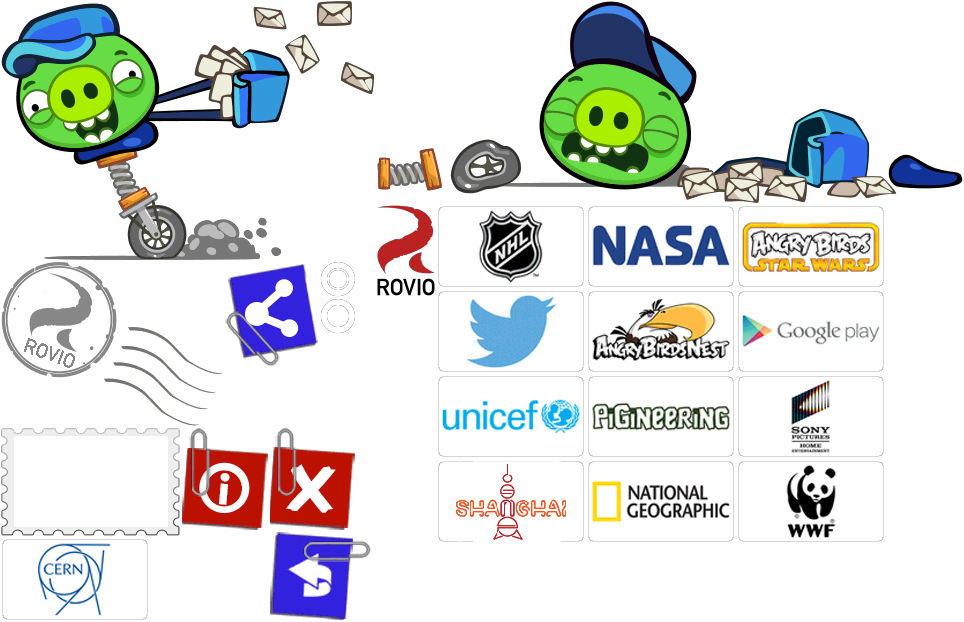 ROVIO
NHL
™
NASA
ANGRY BIRDS
STAR WARS
ROVIO
ANGRYBIRDSNEST
Google play
unicef
PiGiNEERiNG
SONY
PICTURES
HOME
ENTERTAINMENT
i
X
SHANGHAI
NATIONAL
GEOGRAPHIC
WWF
®
CERN